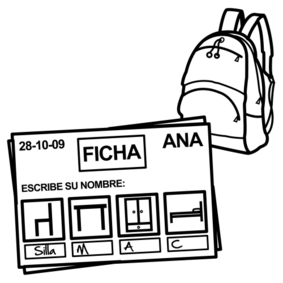 28-10-09 FICHA ANA
ESCRIBE SU NOMBRE:
Silla M A C